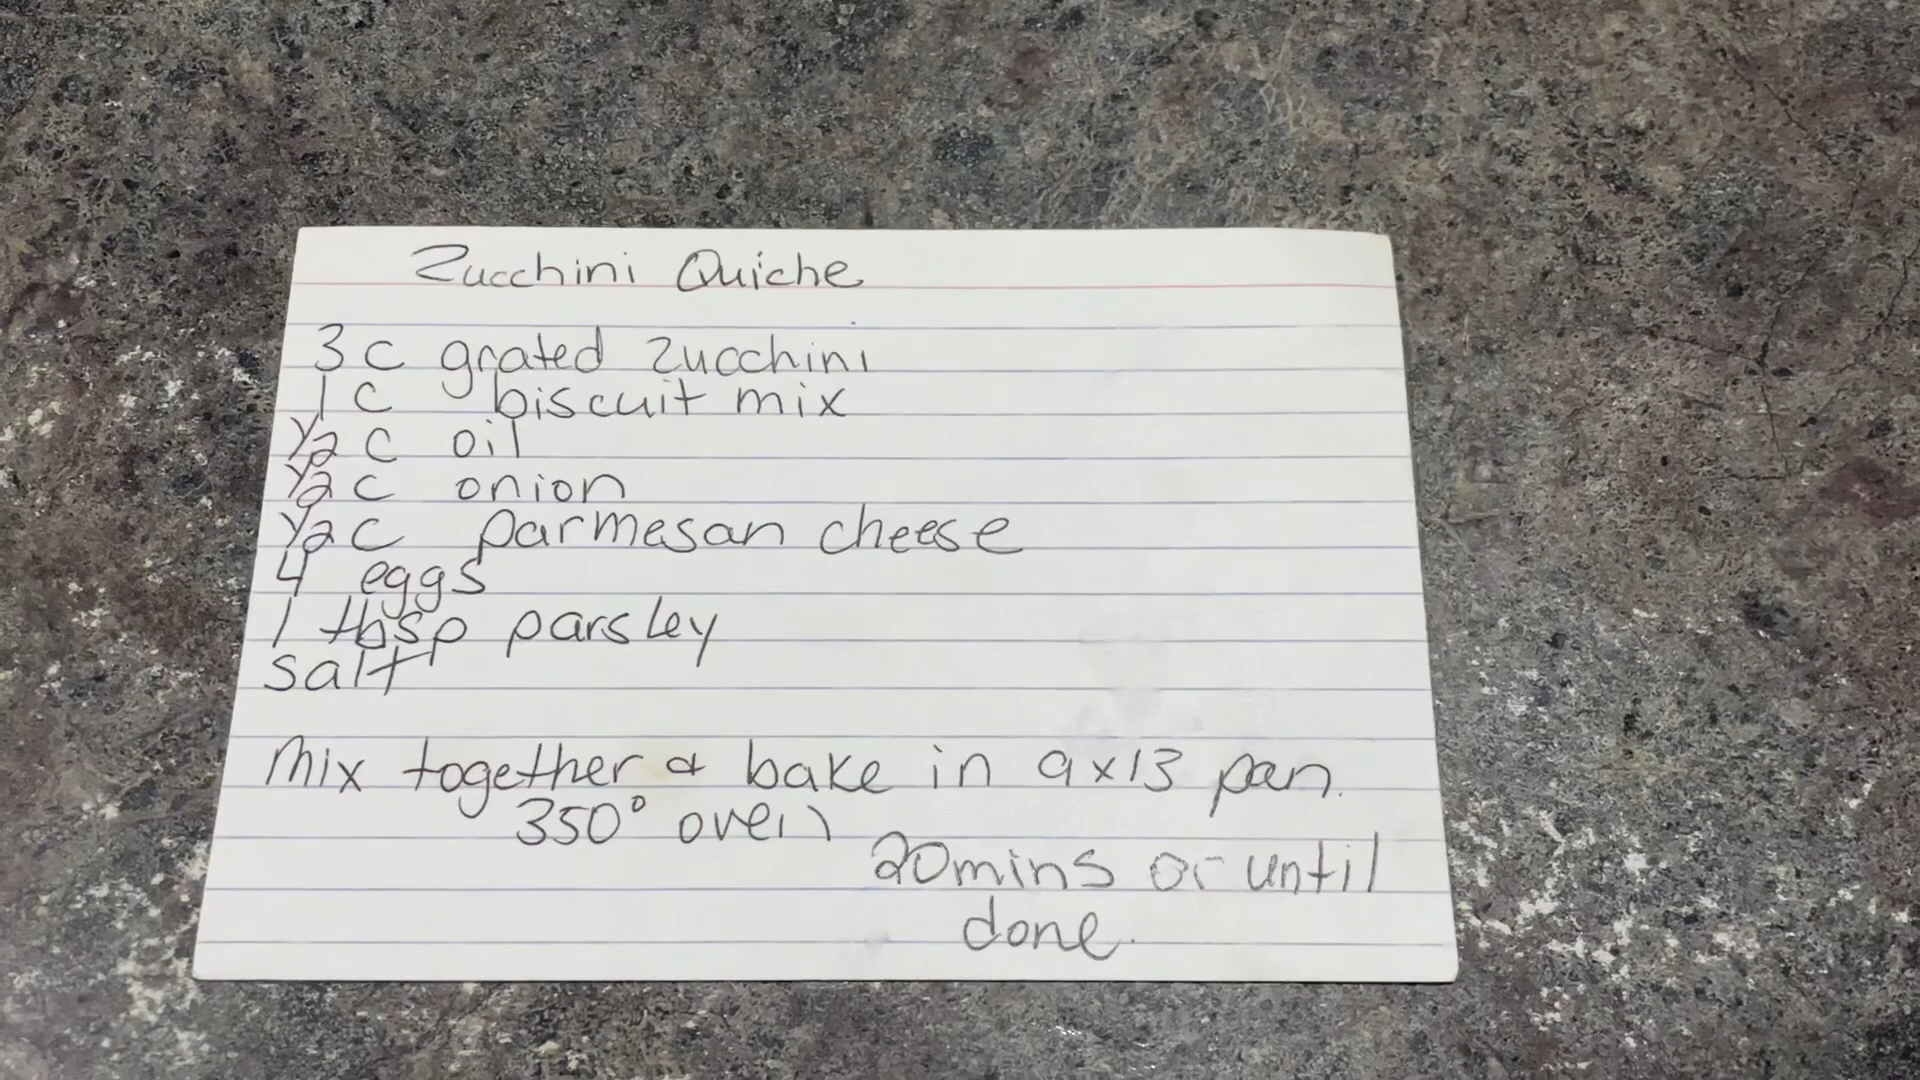 Zucchini Quiche
3 c grated zucchini
1 c biscuit mix
1/2 c oil
1/2 c onion
1/2 c parmesan cheese
4 eggs
1 tbsp parsley
salt
Mix together & bake in 9x13 pan.
350° oven
20mins or until
done.